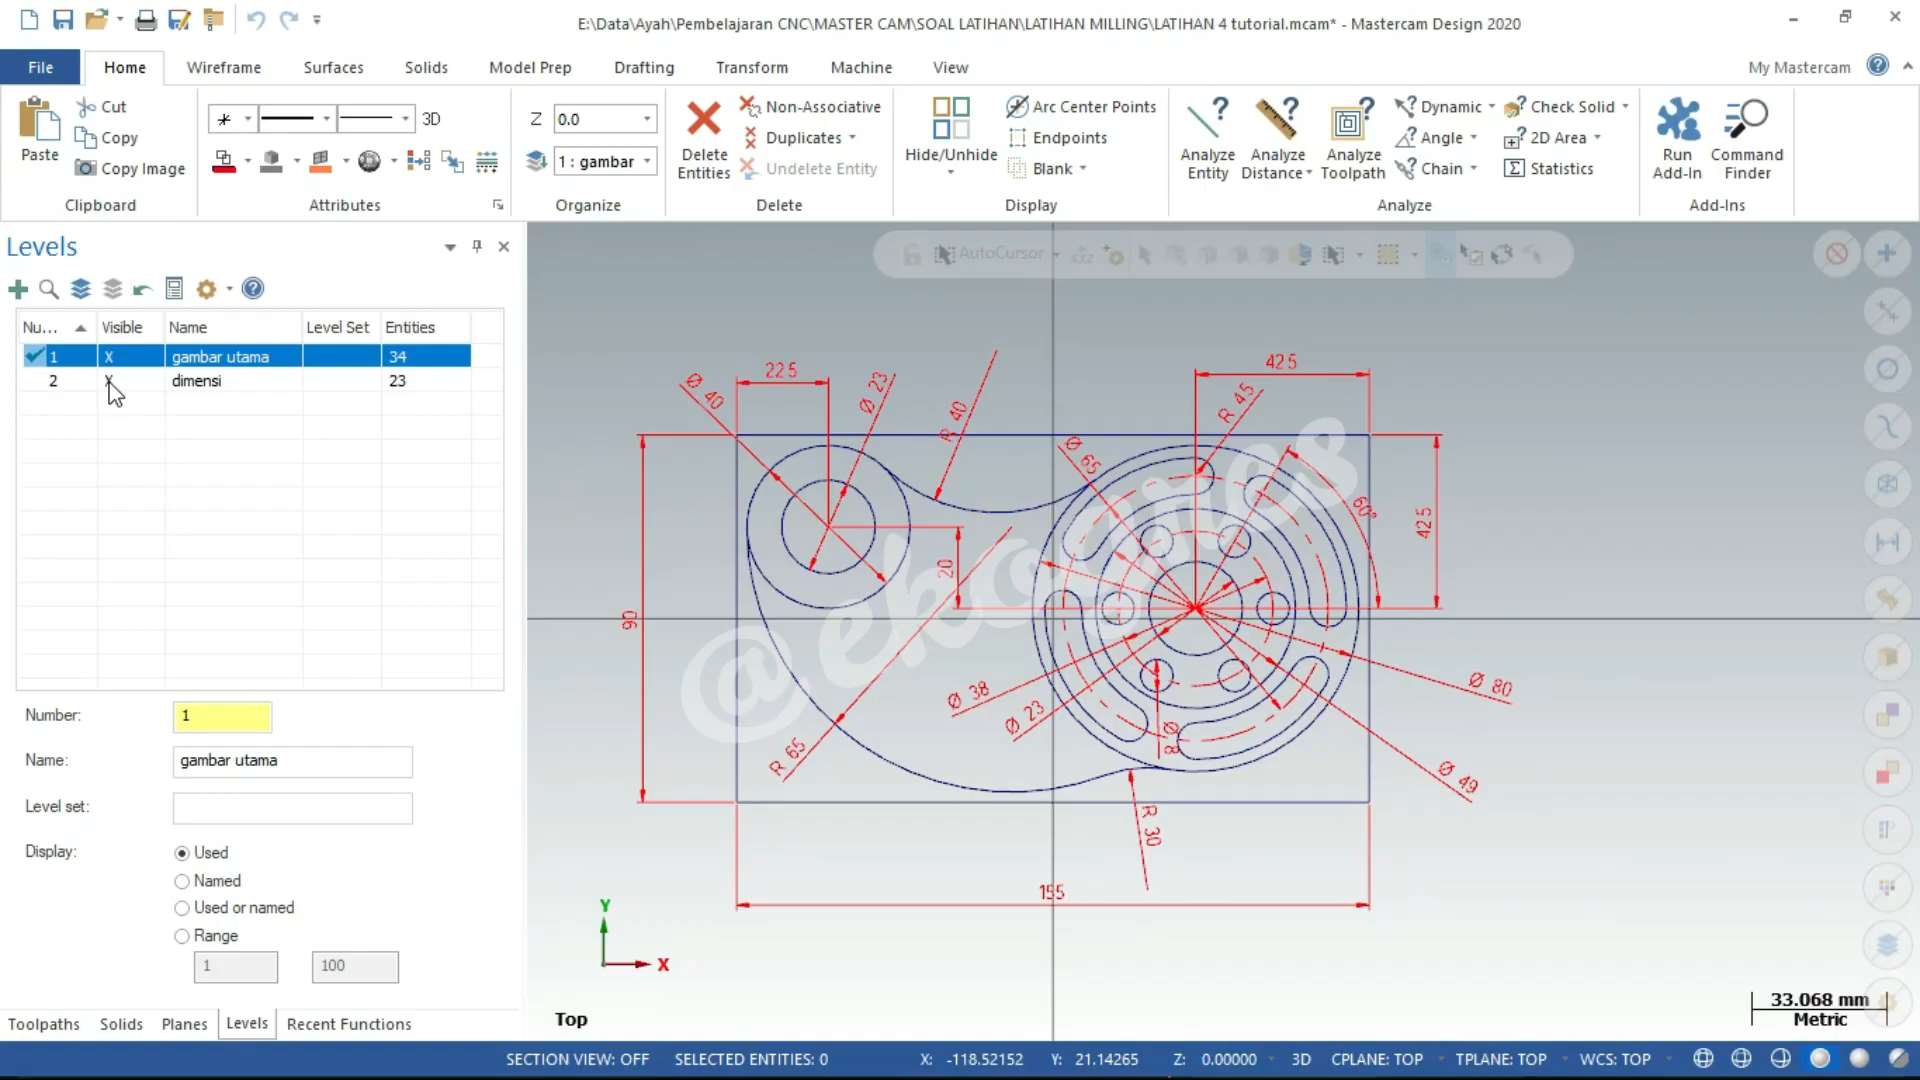 E:\Data\Ayah\Pembelajaran CNC\MASTER CAM\SOAL LATIHAN\LATIHAN MILLING\LATIHAN 4 tutorial.mcam* - Mastercam Design 2020
File Home Wireframe Surfaces Solids Model Prep Drafting Transform Machine View My Mastercam
Paste
Cut
Copy
Copy Image
Clipboard
3D
Attributes
Z 0.0
1 : gambar
Organize
Delete Entities
Non-Associative
Duplicates
Undelete Entity
Delete
Hide/Unhide
Arc Center Points
Endpoints
Blank
Display
Analyze Entity
Analyze Distance
Analyze Toolpath
Dynamic
Angle
Chain
Check Solid
2D Area
Statistics
Analyze
Run Add-In
Command Finder
Add-Ins
Levels
Nu... Visible Name Level Set Entities
1 X gambar utama 34
2 X dimensi 23
Number: 1
Name: gambar utama
Level set:
Display:
Used
Named
Used or named
Range
1 100
Toolpaths Solids Planes Levels Recent Functions
AutoCursor
22.5
42.5
Ø 40
Ø 23
R 40
R 45
Ø 65
60°
42.5
20
90
Ø 38
Ø 23
Ø 8
Ø 80
Ø 49
R 65
R 30
155
@ekogries
Y
X
Top
33.068 mm
Metric
SECTION VIEW: OFF SELECTED ENTITIES: 0 X: -118.52152 Y: 21.14265 Z: 0.00000 3D CPLANE: TOP TPLANE: TOP WCS: TOP